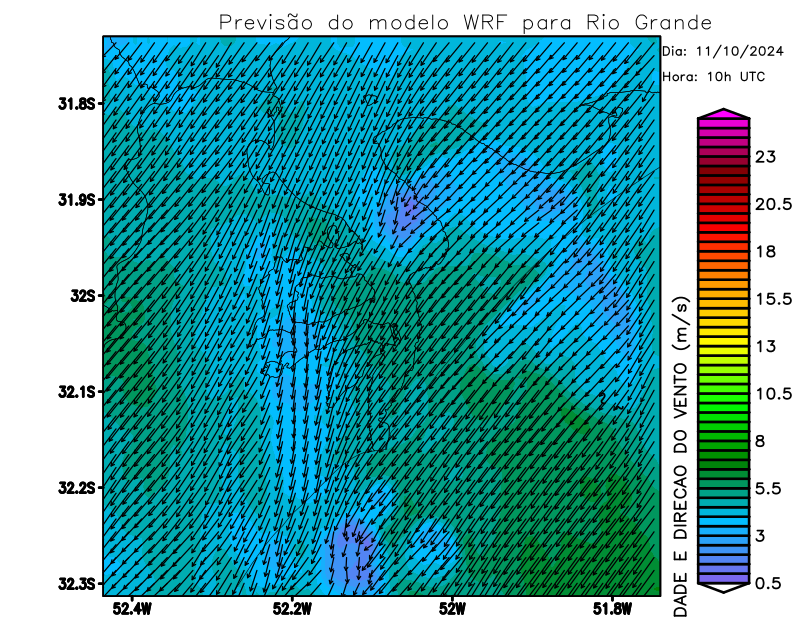 Previsão do modelo WRF para Rio Grande
Dia: 11/10/2024
Hora: 10h UTC
31.8S
31.9S
32S
32.1S
32.2S
32.3S
52.4W
52.2W
52W
51.8W
23
20.5
18
15.5
13
10.5
8
5.5
3
0.5
DADE E DIRECAO DO VENTO (m/s)